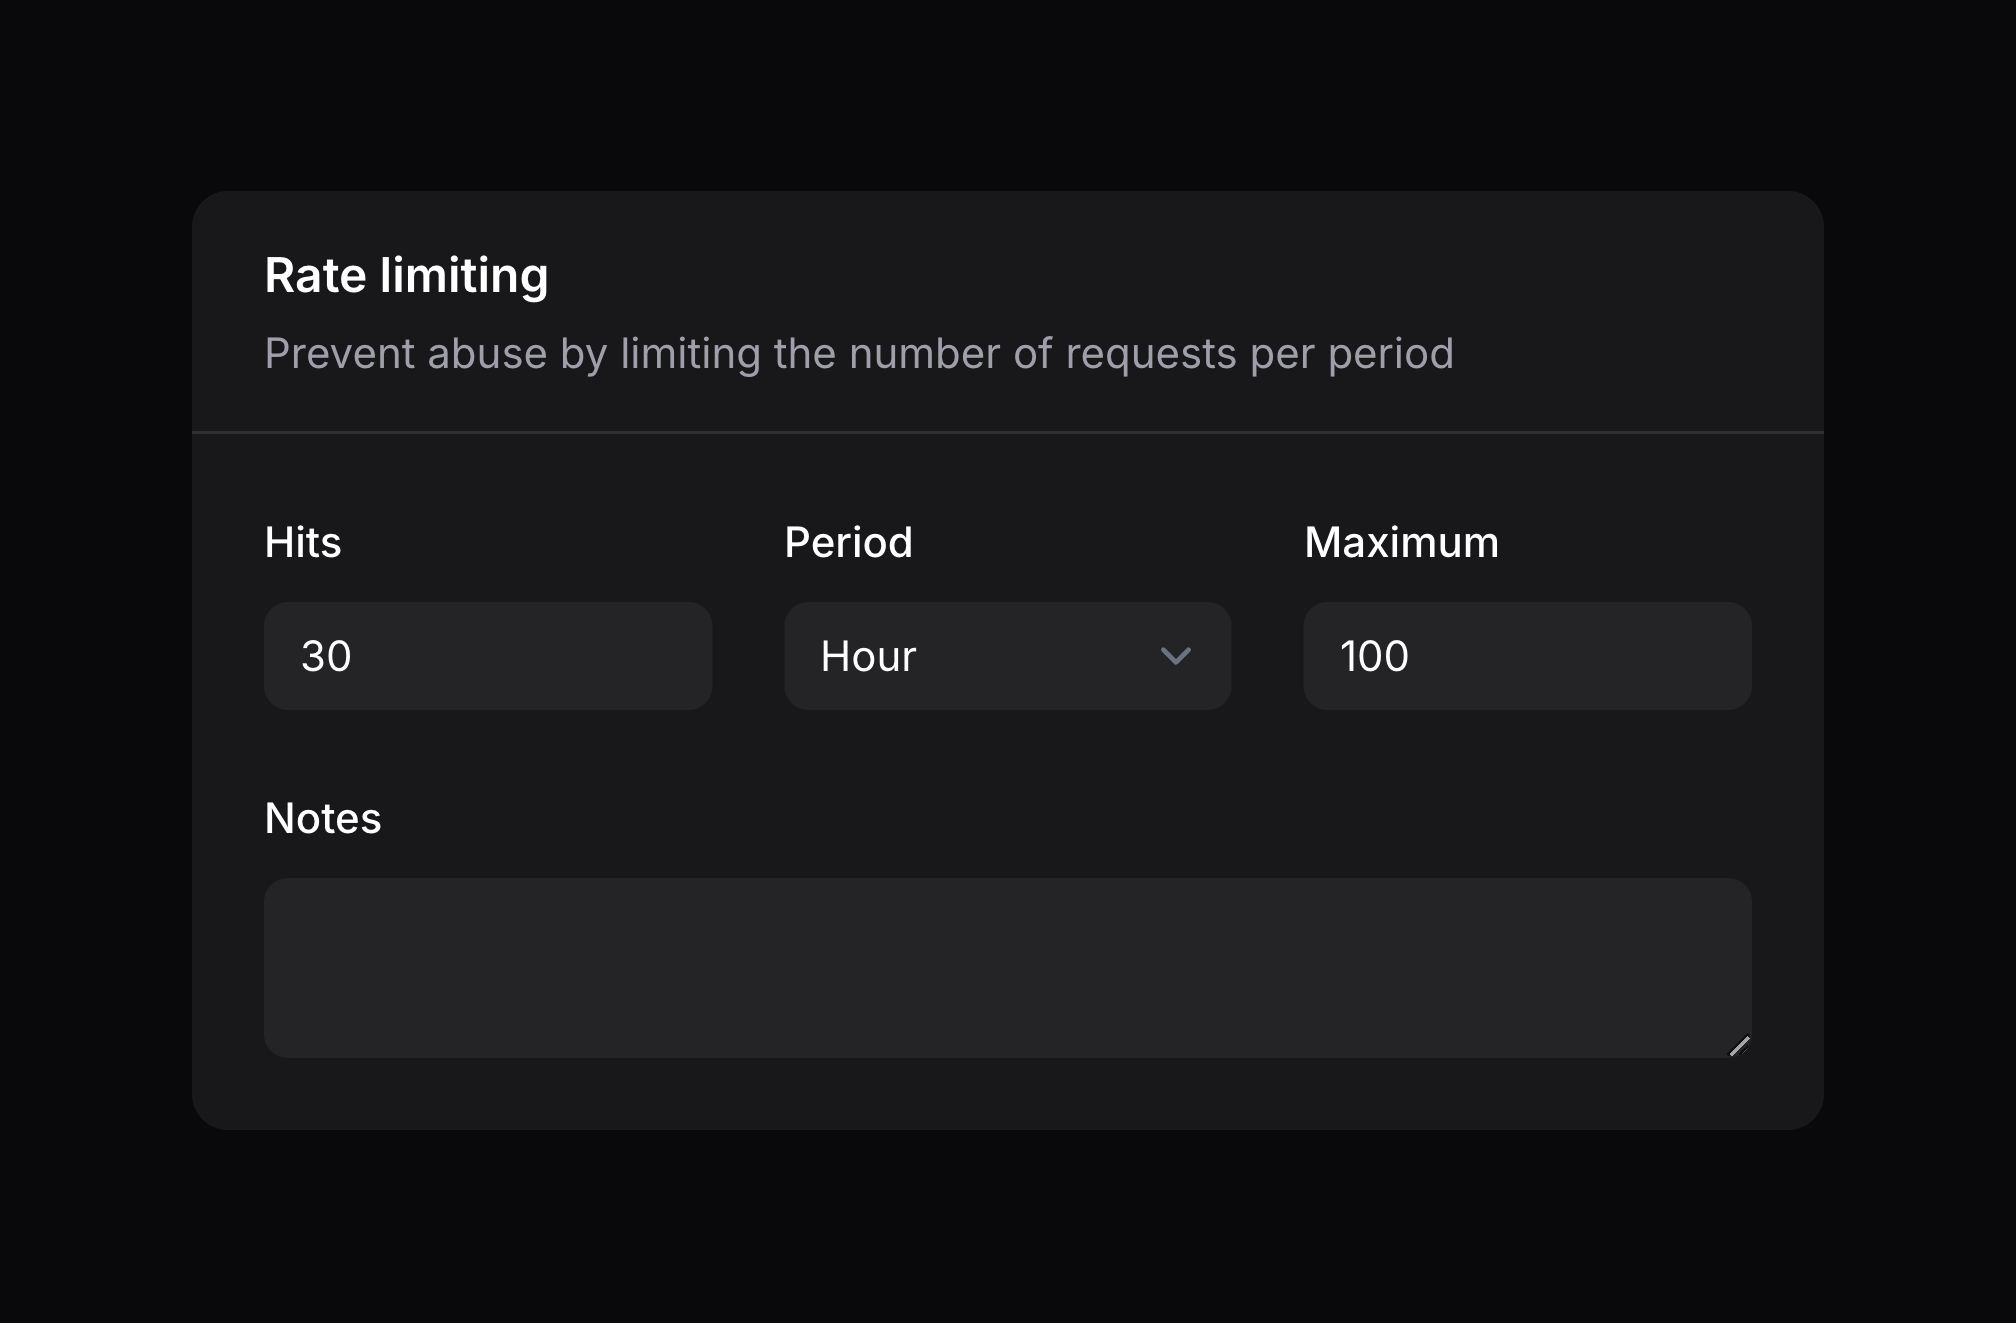 Rate limiting
Prevent abuse by limiting the number of requests per period
Hits
Period
Maximum
30
Hour
100
Notes